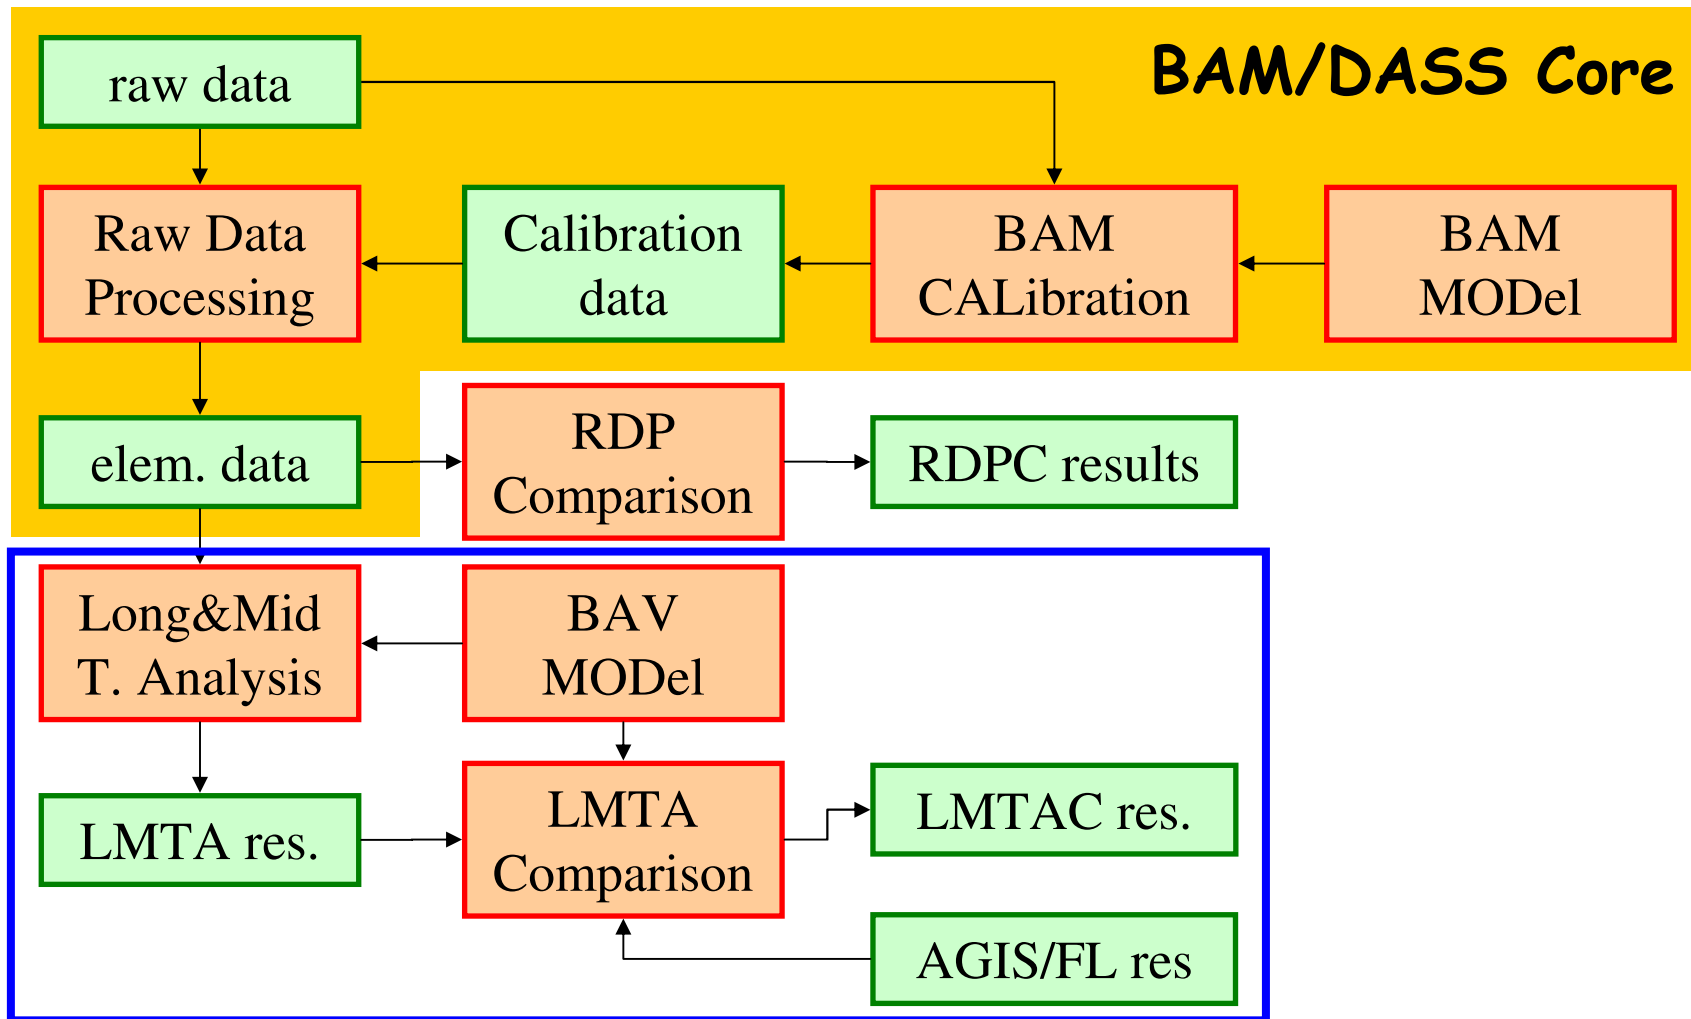 BAM/DASS Core
raw data
Raw Data
Processing
Calibration
data
BAM
CALibration
BAM
MODel
elem. data
RDP
Comparison
RDPC results
Long&Mid
T. Analysis
BAV
MODel
LMTA res.
LMTA
Comparison
LMTAC res.
AGIS/FL res